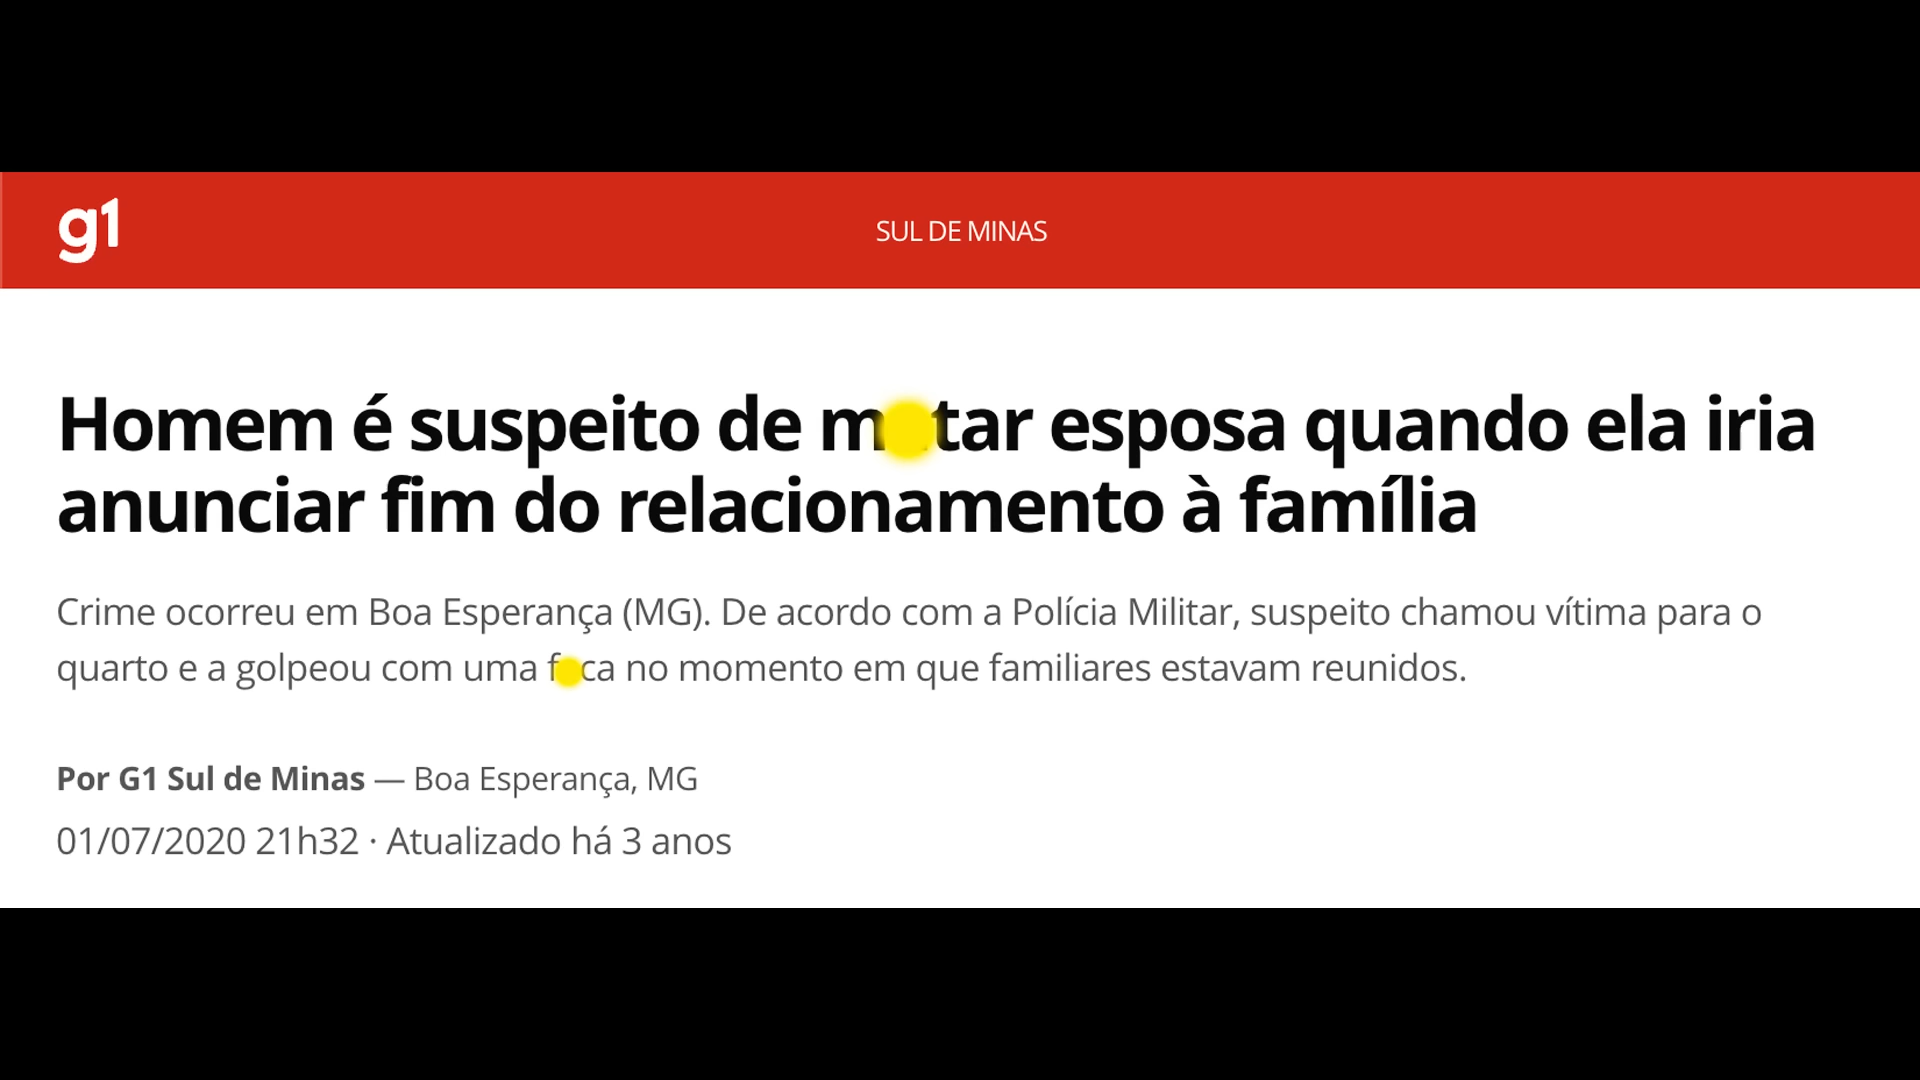 g1
SUL DE MINAS
Homem é suspeito de m tar esposa quando ela iria
anunciar fim do relacionamento à família
Crime ocorreu em Boa Esperança (MG). De acordo com a Polícia Militar, suspeito chamou vítima para o
quarto e a golpeou com uma f ca no momento em que familiares estavam reunidos.
Por G1 Sul de Minas — Boa Esperança, MG
01/07/2020 21h32 · Atualizado há 3 anos